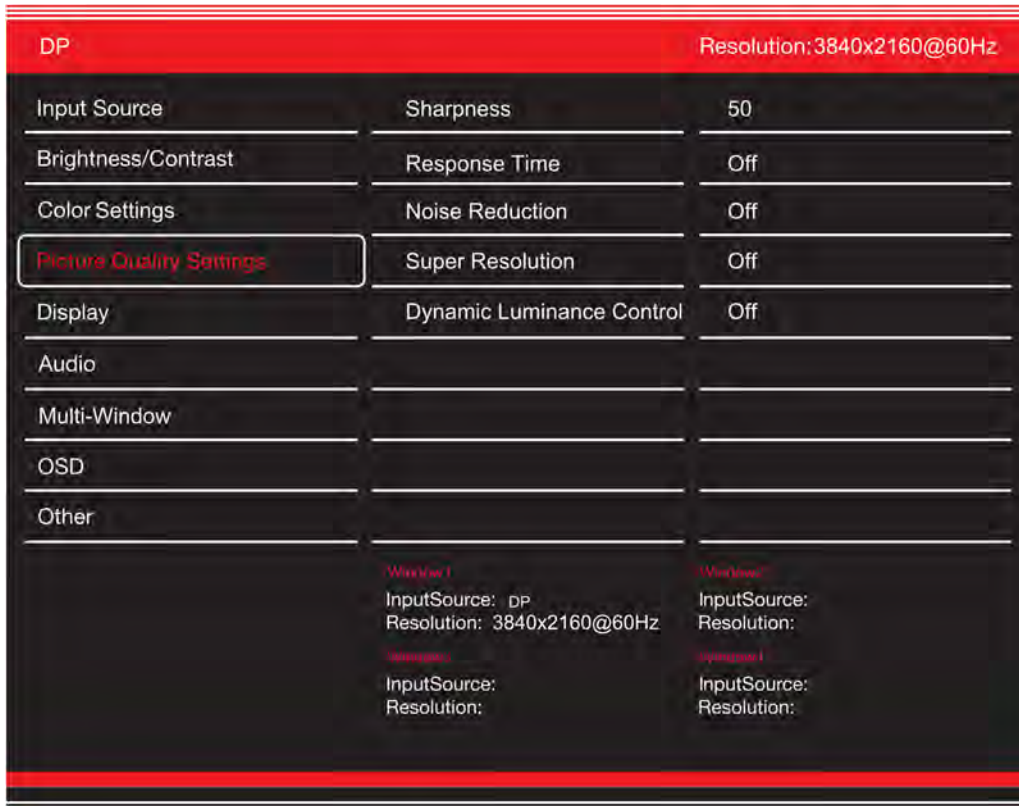 DP Resolution:3840x2160@60Hz
Input Source Sharpness 50
Brightness/Contrast Response Time Off
Color Settings Noise Reduction Off
Picture Quality Settings Super Resolution Off
Display Dynamic Luminance Control Off
Audio
Multi-Window
OSD
Other
Window1
InputSource: DP InputSource:
Resolution: 3840x2160@60Hz Resolution:
InputSource: InputSource:
Resolution: Resolution: